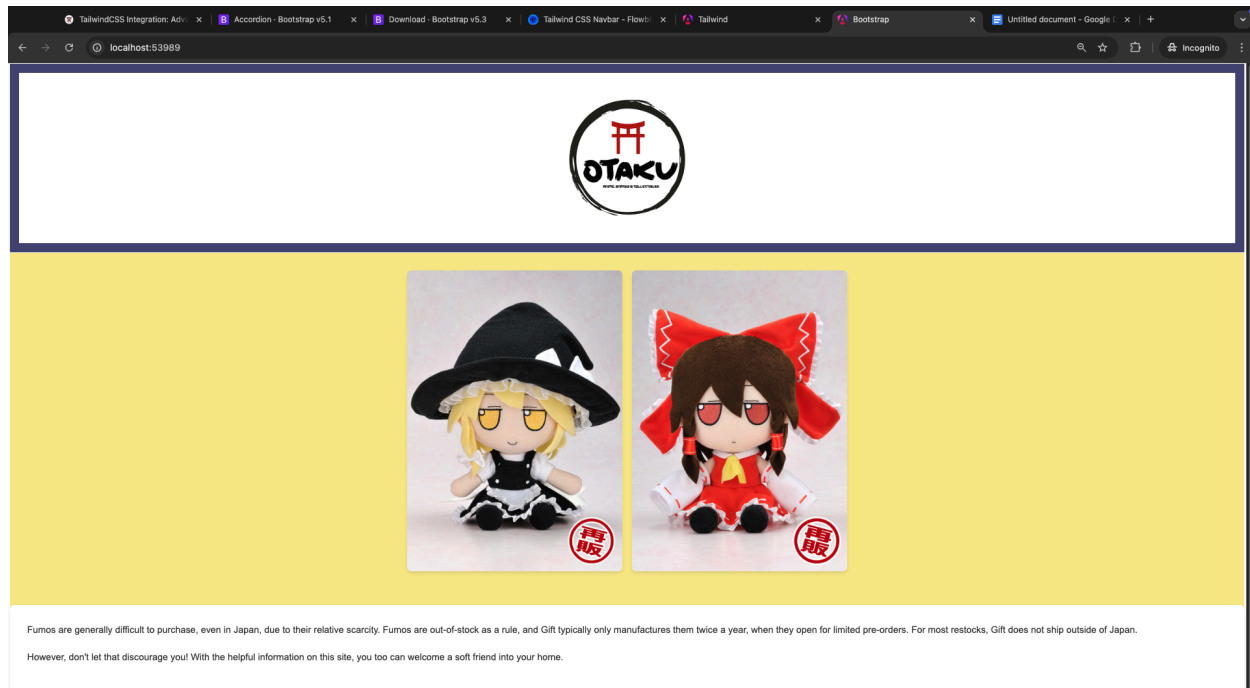 TailwindCSS Integration: Adv
Accordion · Bootstrap v5.1
Download · Bootstrap v5.3
Tailwind CSS Navbar - Flowbi
Tailwind
Bootstrap
Untitled document - Google D
localhost:53989
Incognito
OTAKU
再販
再販
Fumos are generally difficult to purchase, even in Japan, due to their relative scarcity. Fumos are out-of-stock as a rule, and Gift typically only manufactures them twice a year, when they open for limited pre-orders. For most restocks, Gift does not ship outside of Japan.
However, don't let that discourage you! With the helpful information on this site, you too can welcome a soft friend into your home.